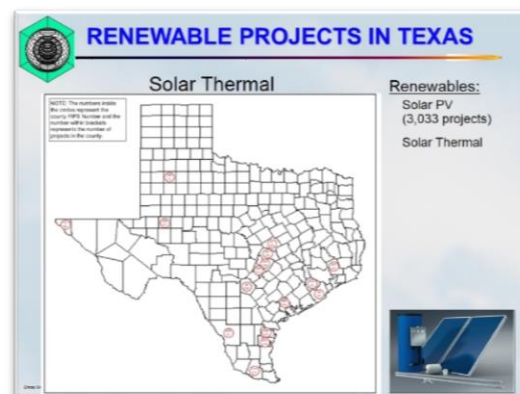 RENEWABLE PROJECTS IN TEXAS
Solar Thermal
NOTE: The numbers inside
the circles represent the
county FIPS Number and the
number within brackets
represents the number of
projects in the county.
Renewables:
Solar PV
(3,033 projects)
Solar Thermal